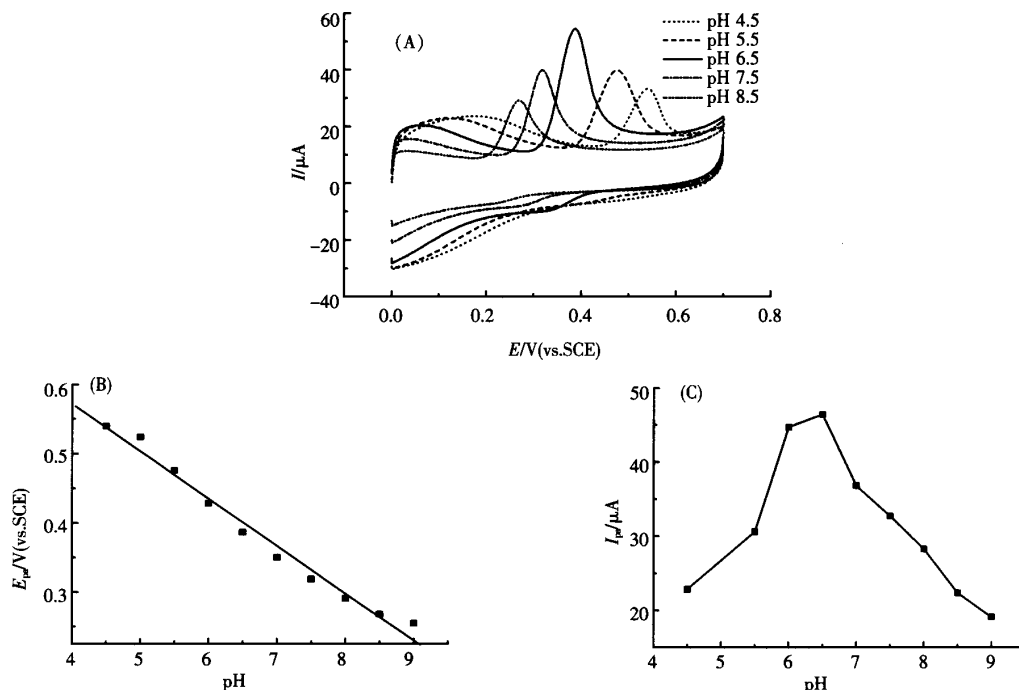 (A)
pH 4.5
pH 5.5
pH 6.5
pH 7.5
pH 8.5
60
40
20
0
−20
−40
I/μA
0.0 0.2 0.4 0.6 0.8
E/V(vs.SCE)
(B)
0.6
0.5
0.4
0.3
E_pa/V(vs.SCE)
4 5 6 7 8 9
pH
(C)
50
40
30
20
I_pa/μA
4 5 6 7 8 9
pH